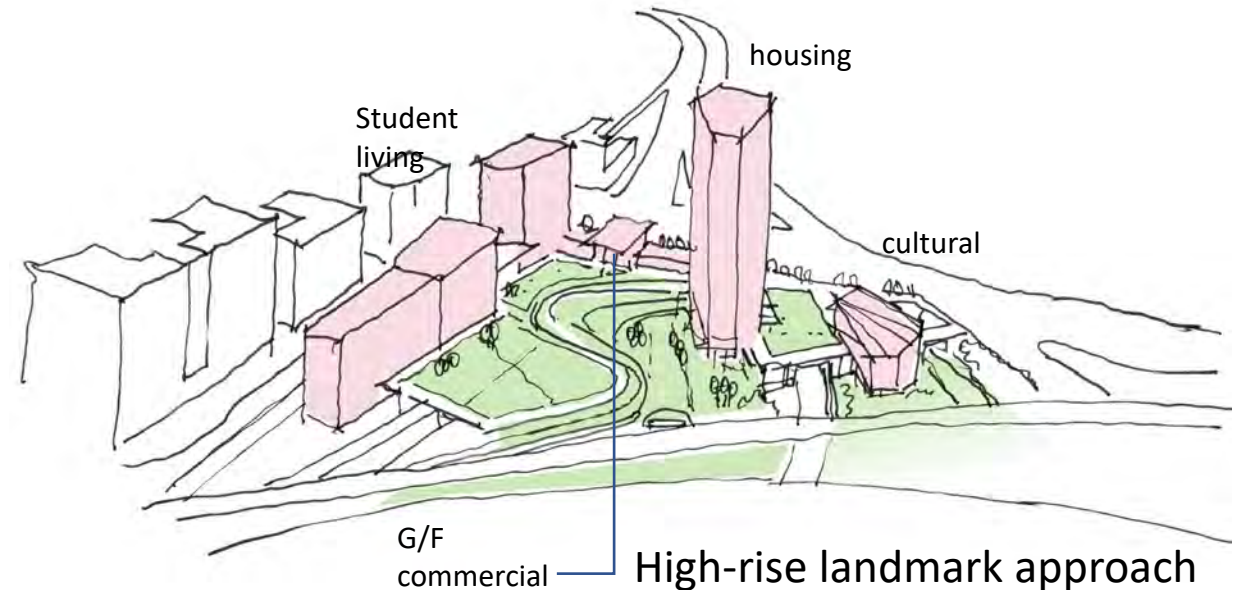 housing
Student
living
cultural
G/F
commercial
High-rise landmark approach